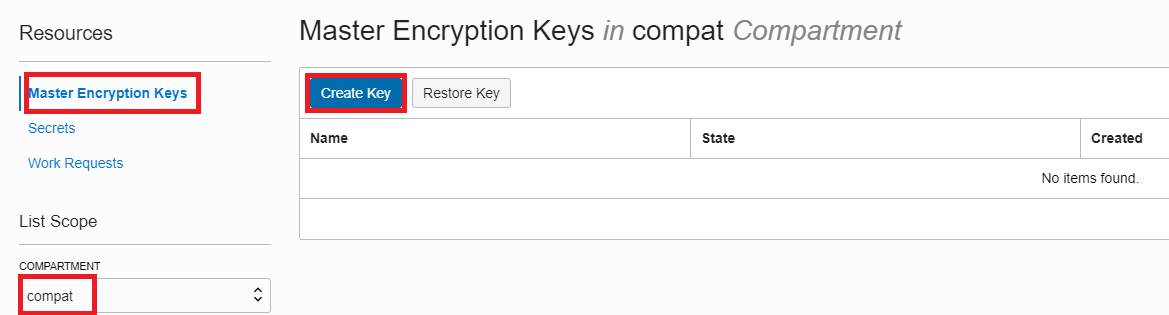 Resources
Master Encryption Keys
Secrets
Work Requests
List Scope
COMPARTMENT
compat
Master Encryption Keys in compat Compartment
Create Key Restore Key
Name State Created
No items found.